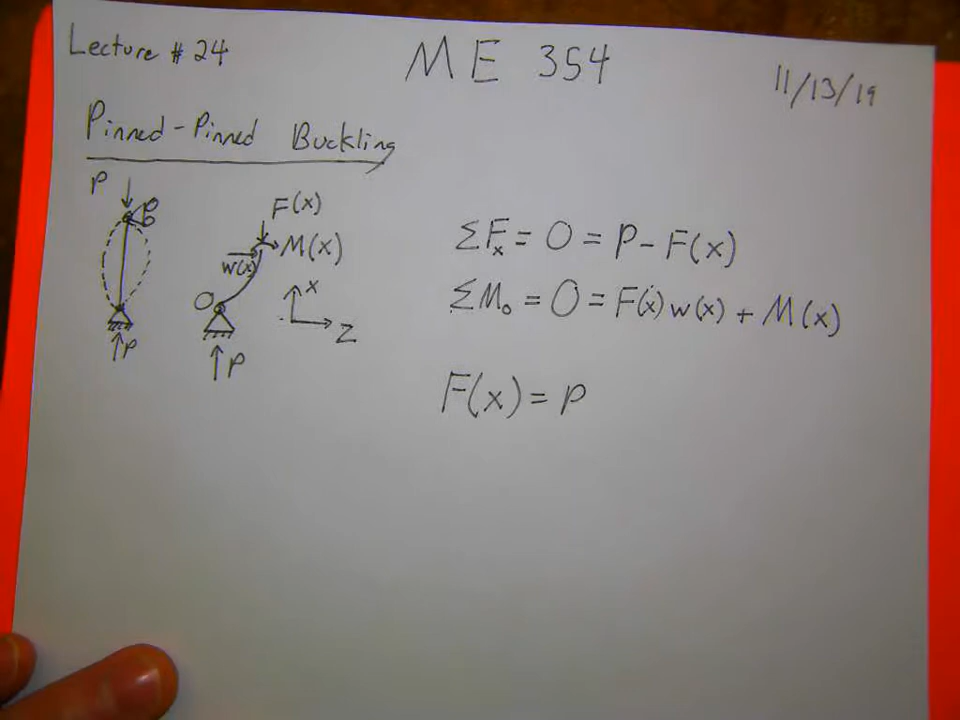 Lecture # 24
ME 354
11/13/19
Pinned-Pinned Buckling
P
F(x)
M(x)
w(x)
O
x
z
P
P
ΣFx = 0 = P - F(x)
ΣMo = 0 = F(x) w(x) + M(x)
F(x) = P